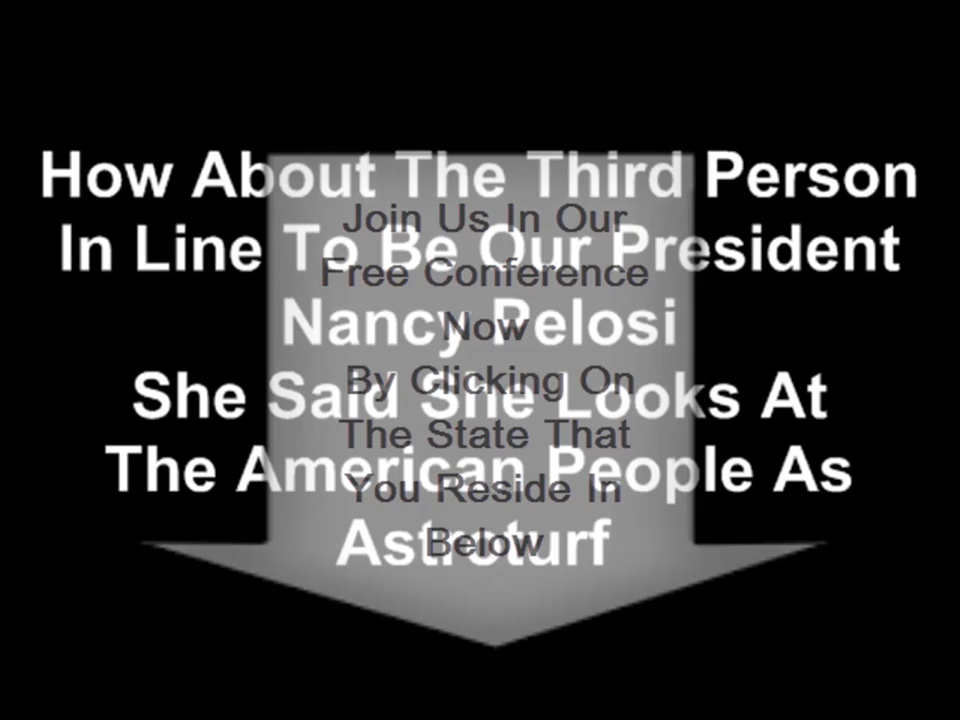 How About The Third Person
In Line To Be Our President
Nancy Pelosi
She Said She Looks At
The American People As
Astroturf
Join Us In Our
Free Conference
Now
By Clicking On
The State That
You Reside In
Below